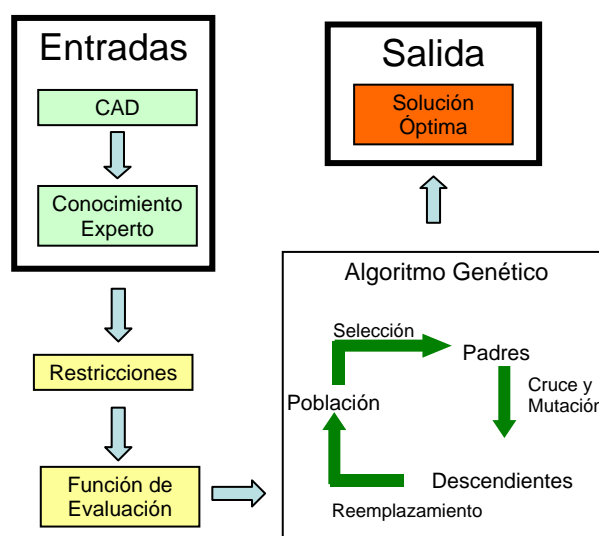 Entradas
CAD
Conocimiento
Experto
Restricciones
Función de
Evaluación
Salida
Solución
Óptima
Algoritmo Genético
Selección
Padres
Cruce y
Mutación
Población
Descendientes
Reemplazamiento